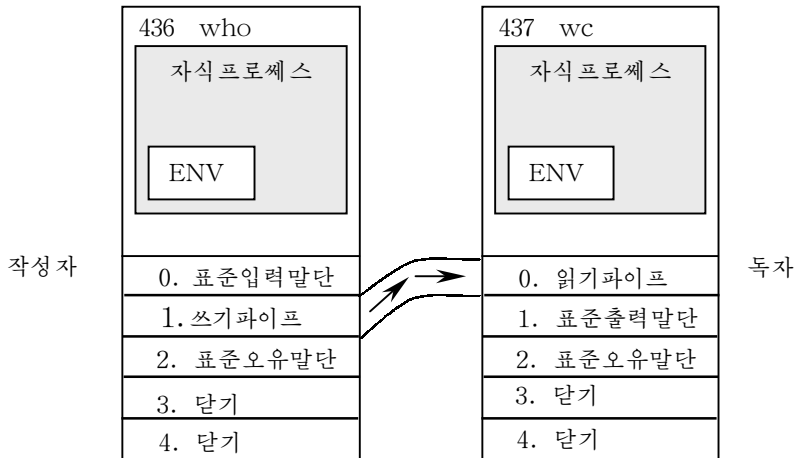 436 who
자식프로쎄스
ENV
작성자
0. 표준입력말단
1. 쓰기파이프
2. 표준오유말단
3. 닫기
4. 닫기
437 wc
자식프로쎄스
ENV
독자
0. 읽기파이프
1. 표준출력말단
2. 표준오유말단
3. 닫기
4. 닫기